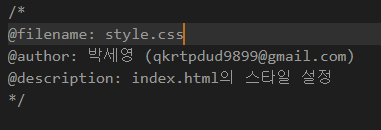 /*
@filename: style.css
@author: 박세영 (qkrtpdud9899@gmail.com)
@description: index.html의 스타일 설정
*/